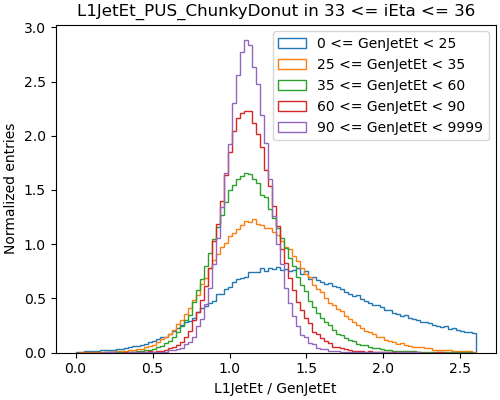 L1JetEt_PUS_ChunkyDonut in 33 <= iEta <= 36
0 <= GenJetEt < 25
25 <= GenJetEt < 35
35 <= GenJetEt < 60
60 <= GenJetEt < 90
90 <= GenJetEt < 9999
Normalized entries
3.0
2.5
2.0
1.5
1.0
0.5
0.0
0.0 0.5 1.0 1.5 2.0 2.5
L1JetEt / GenJetEt